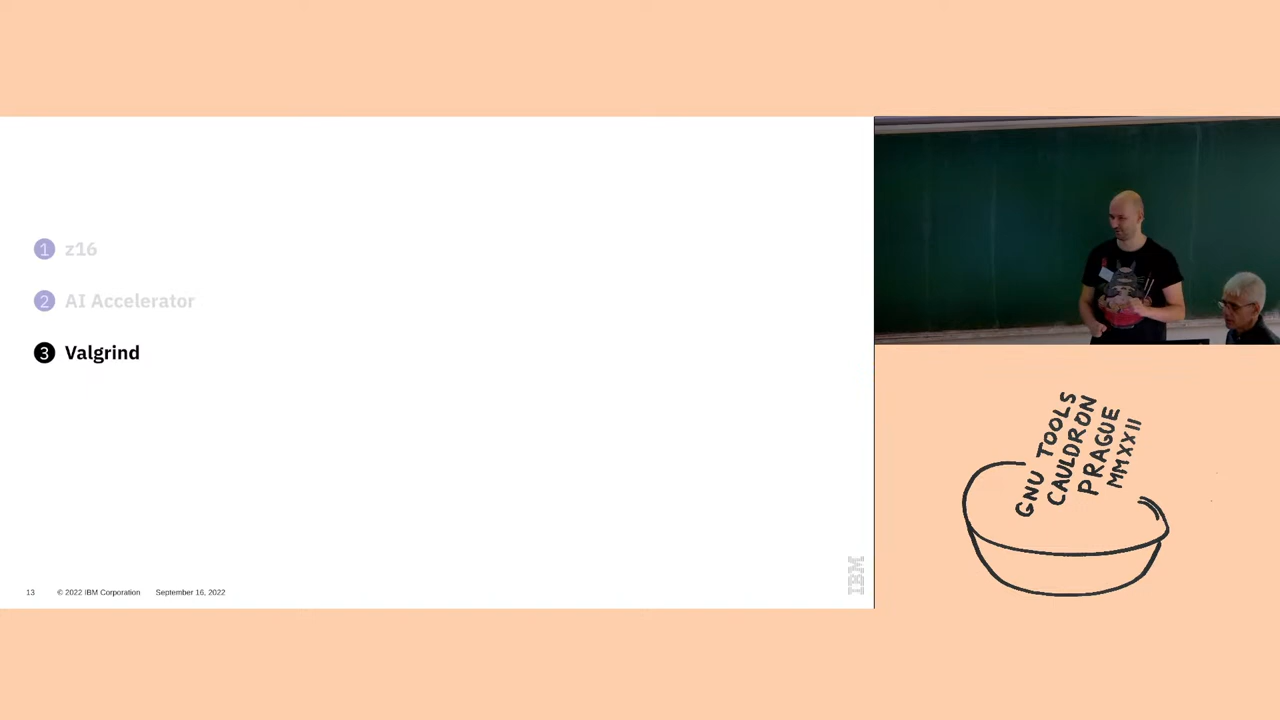 1 z16
2 AI Accelerator
3 Valgrind
13 © 2022 IBM Corporation September 16, 2022
IBM
GNU TOOLS
CAULDRON
PRAGUE
MMXXII